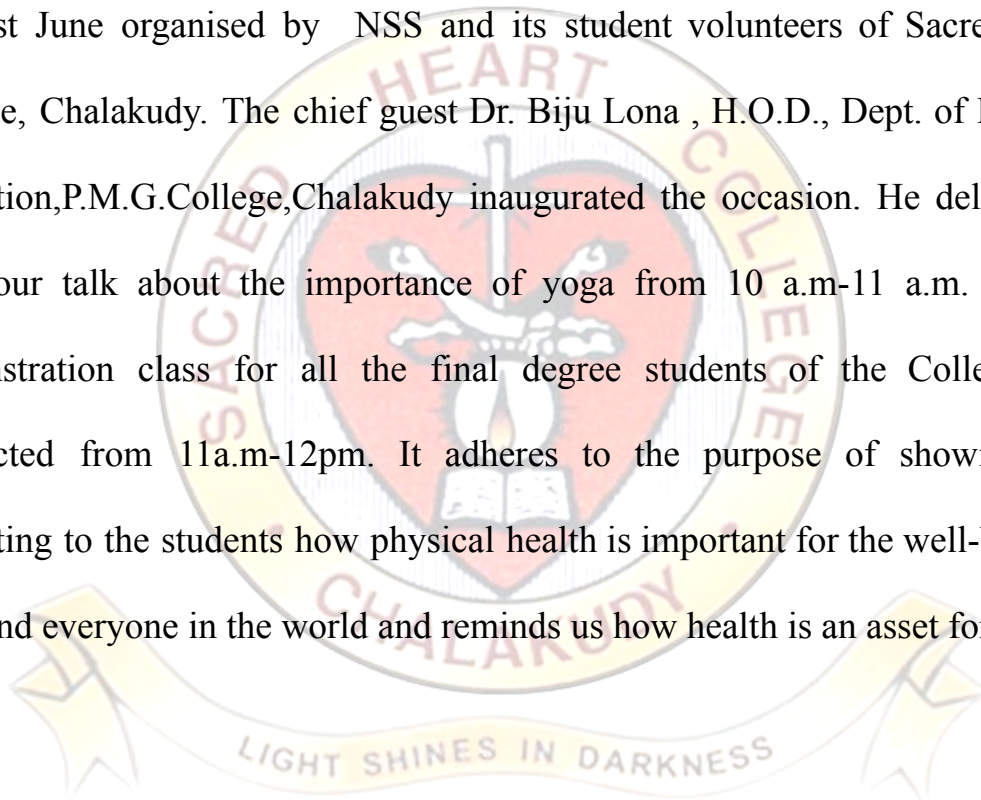 st June organised by NSS and its student volunteers of Sacre
e, Chalakudy. The chief guest Dr. Biju Lona , H.O.D., Dept. of
tion,P.M.G.College,Chalakudy inaugurated the occasion. He del
our talk about the importance of yoga from 10 a.m-11 a.m.
nstration class for all the final degree students of the Colle
cted from 11a.m-12pm. It adheres to the purpose of show
ting to the students how physical health is important for the well-
nd everyone in the world and reminds us how health is an asset fo
SACRED HEART COLLEGE
CHALAKUDY
LIGHT SHINES IN DARKNESS